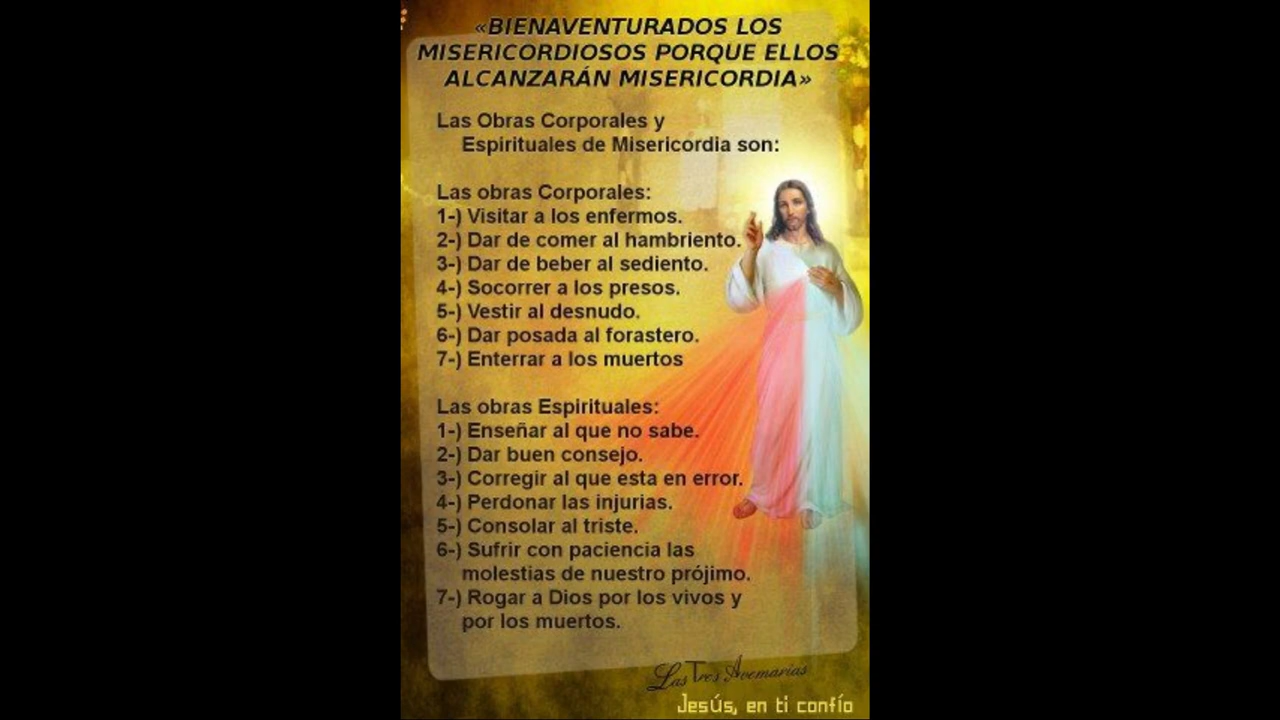 «BIENAVENTURADOS LOS
MISERICORDIOSOS PORQUE ELLOS
ALCANZARÁN MISERICORDIA»
Las Obras Corporales y
Espirituales de Misericordia son:
Las obras Corporales:
1-) Visitar a los enfermos.
2-) Dar de comer al hambriento.
3-) Dar de beber al sediento.
4-) Socorrer a los presos.
5-) Vestir al desnudo.
6-) Dar posada al forastero.
7-) Enterrar a los muertos
Las obras Espirituales:
1-) Enseñar al que no sabe.
2-) Dar buen consejo.
3-) Corregir al que esta en error.
4-) Perdonar las injurias.
5-) Consolar al triste.
6-) Sufrir con paciencia las
molestias de nuestro prójimo.
7-) Rogar a Dios por los vivos y
por los muertos.
Las Tres Avemarías
Jesús, en ti confío